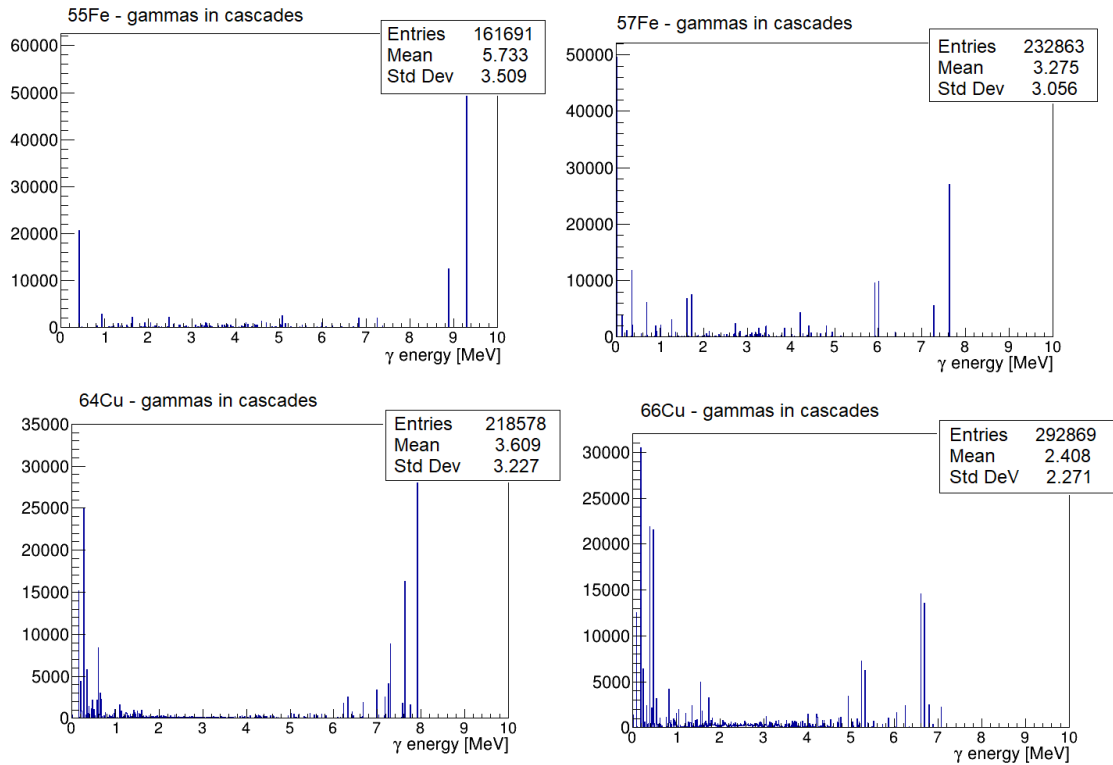 55Fe - gammas in cascades
Entries 161691
Mean 5.733
Std Dev 3.509
60000
50000
40000
30000
20000
10000
0
0 1 2 3 4 5 6 7 8 9 10
γ energy [MeV]
57Fe - gammas in cascades
Entries 232863
Mean 3.275
Std Dev 3.056
50000
40000
30000
20000
10000
0
0 1 2 3 4 5 6 7 8 9 10
γ energy [MeV]
64Cu - gammas in cascades
Entries 218578
Mean 3.609
Std Dev 3.227
35000
30000
25000
20000
15000
10000
5000
0
0 1 2 3 4 5 6 7 8 9 10
γ energy [MeV]
66Cu - gammas in cascades
Entries 292869
Mean 2.408
Std DeV 2.271
30000
25000
20000
15000
10000
5000
0
0 1 2 3 4 5 6 7 8 9 10
γ energy [MeV]